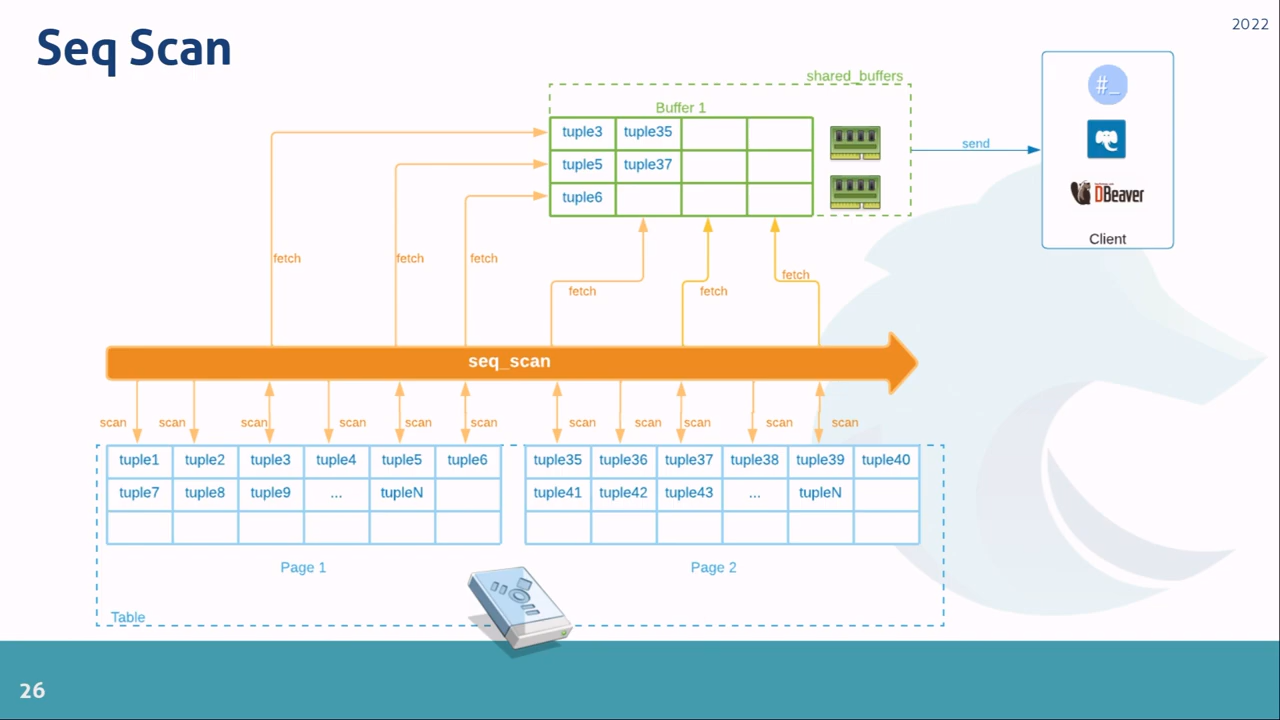 Seq Scan
2022
shared_buffers
Buffer 1
tuple3 tuple35
tuple5 tuple37
tuple6
send
#_
DBeaver
Client
fetch fetch fetch fetch fetch fetch
seq_scan
scan scan scan scan scan scan scan scan scan scan scan
tuple1 tuple2 tuple3 tuple4 tuple5 tuple6
tuple7 tuple8 tuple9 ... tupleN
Page 1
tuple35 tuple36 tuple37 tuple38 tuple39 tuple40
tuple41 tuple42 tuple43 ... tupleN
Page 2
Table
26